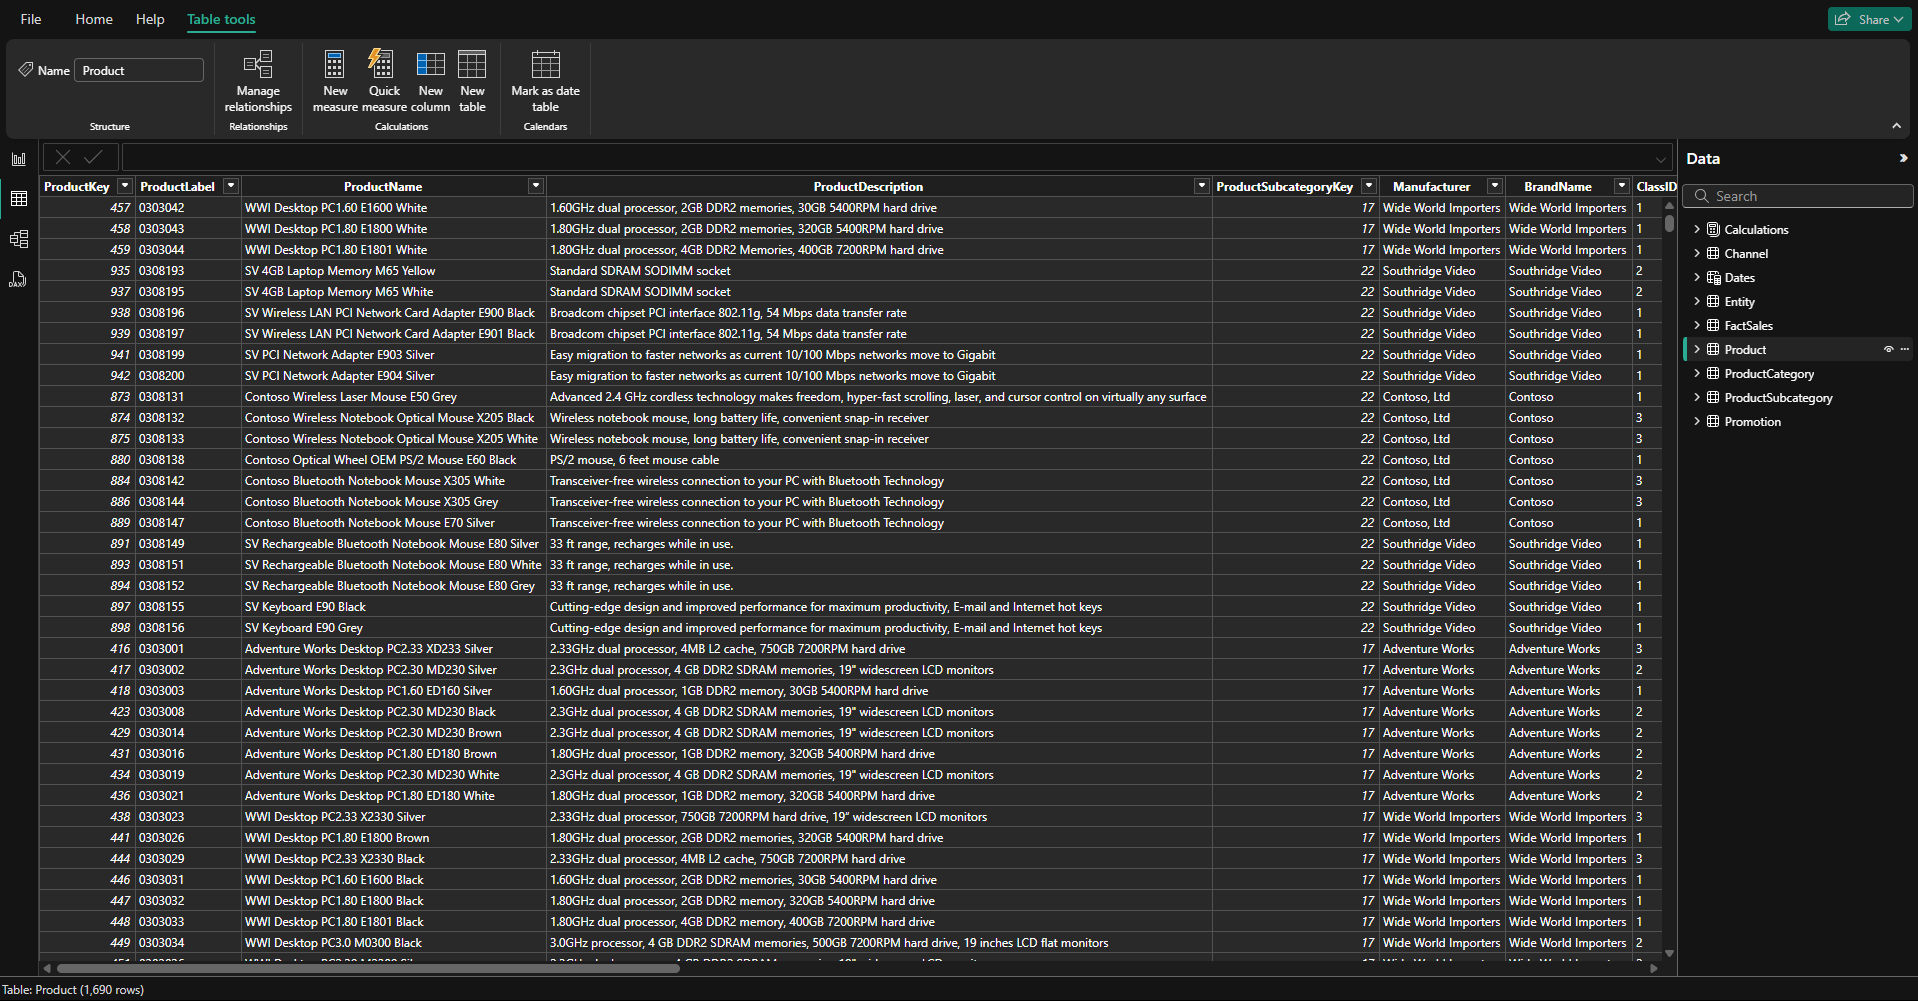 File Home Help Table tools Share
Name Product
Manage relationships
New measure
Quick measure
New column
New table
Mark as date table
Structure Relationships Calculations Calendars
ProductKey ProductLabel ProductName ProductDescription ProductSubcategoryKey Manufacturer BrandName ClassID
457 0303042 WWI Desktop PC1.60 E1600 White 1.60GHz dual processor, 2GB DDR2 memories, 30GB 5400RPM hard drive 17 Wide World Importers Wide World Importers 1
458 0303043 WWI Desktop PC1.80 E1800 White 1.80GHz dual processor, 2GB DDR2 Memories, 320GB 5400RPM hard drive 17 Wide World Importers Wide World Importers 1
459 0303044 WWI Desktop PC1.80 E1801 White 1.80GHz dual processor, 4GB DDR2 Memories, 400GB 7200RPM hard drive 17 Wide World Importers Wide World Importers 1
935 0308193 SV 4GB Laptop Memory M65 Yellow Standard SDRAM SODIMM socket 22 Southridge Video Southridge Video 2
937 0308195 SV 4GB Laptop Memory M65 White Standard SDRAM SODIMM socket 22 Southridge Video Southridge Video 2
938 0308196 SV Wireless LAN PCI Network Card Adapter E900 Black Broadcom chipset PCI interface 802.11g, 54 Mbps data transfer rate 22 Southridge Video Southridge Video 1
939 0308197 SV Wireless LAN PCI Network Card Adapter E901 Black Broadcom chipset PCI interface 802.11g, 54 Mbps data transfer rate 22 Southridge Video Southridge Video 1
941 0308199 SV PCI Network Adapter E903 Silver Easy migration to faster networks as current 10/100 Mbps networks move to Gigabit 22 Southridge Video Southridge Video 1
942 0308200 SV PCI Network Adapter E904 Silver Easy migration to faster networks as current 10/100 Mbps networks move to Gigabit 22 Southridge Video Southridge Video 1
873 0308131 Contoso Wireless Laser Mouse E50 Grey Advanced 2.4 GHz cordless technology makes freedom, hyper-fast scrolling, laser, and cursor control on virtually any surface 22 Contoso, Ltd Contoso 1
874 0308132 Contoso Wireless Notebook Optical Mouse X205 Black Wireless notebook mouse, long battery life, convenient snap-in receiver 22 Contoso, Ltd Contoso 3
875 0308133 Contoso Wireless Notebook Optical Mouse X205 White Wireless notebook mouse, long battery life, convenient snap-in receiver 22 Contoso, Ltd Contoso 3
880 0308138 Contoso Optical Wheel OEM PS/2 Mouse E60 Black PS/2 mouse, 6 feet mouse cable 22 Contoso, Ltd Contoso 1
884 0308142 Contoso Bluetooth Notebook Mouse X305 White Transceiver-free wireless connection to your PC with Bluetooth Technology 22 Contoso, Ltd Contoso 3
886 0308144 Contoso Bluetooth Notebook Mouse X305 Grey Transceiver-free wireless connection to your PC with Bluetooth Technology 22 Contoso, Ltd Contoso 3
889 0308147 Contoso Bluetooth Notebook Mouse E70 Silver Transceiver-free wireless connection to your PC with Bluetooth Technology 22 Contoso, Ltd Contoso 1
891 0308149 SV Rechargeable Bluetooth Notebook Mouse E80 Silver 33 ft range, recharges while in use. 22 Southridge Video Southridge Video 1
893 0308151 SV Rechargeable Bluetooth Notebook Mouse E80 White 33 ft range, recharges while in use. 22 Southridge Video Southridge Video 1
894 0308152 SV Rechargeable Bluetooth Notebook Mouse E80 Grey 33 ft range, recharges while in use. 22 Southridge Video Southridge Video 1
897 0308155 SV Keyboard E90 Black Cutting-edge design and improved performance for maximum productivity, E-mail and Internet hot keys 22 Southridge Video Southridge Video 1
898 0308156 SV Keyboard E90 Grey Cutting-edge design and improved performance for maximum productivity, E-mail and Internet hot keys 22 Southridge Video Southridge Video 1
416 0303001 Adventure Works Desktop PC2.33 XD233 Silver 2.33GHz dual processor, 4MB L2 cache, 750GB 7200RPM hard drive 17 Adventure Works Adventure Works 3
417 0303002 Adventure Works Desktop PC2.30 MD230 Silver 2.3GHz dual processor, 4 GB DDR2 SDRAM memories, 19" widescreen LCD monitors 17 Adventure Works Adventure Works 2
418 0303003 Adventure Works Desktop PC1.60 ED160 Silver 1.60GHz dual processor, 1GB DDR2 memory, 30GB 5400RPM hard drive 17 Adventure Works Adventure Works 1
423 0303008 Adventure Works Desktop PC2.30 MD230 Black 2.3GHz dual processor, 4 GB DDR2 SDRAM memories, 19" widescreen LCD monitors 17 Adventure Works Adventure Works 2
429 0303014 Adventure Works Desktop PC2.30 MD230 Brown 2.3GHz dual processor, 4 GB DDR2 SDRAM memories, 19" widescreen LCD monitors 17 Adventure Works Adventure Works 2
431 0303016 Adventure Works Desktop PC1.80 ED180 Brown 1.80GHz dual processor, 1GB DDR2 memory, 320GB 5400RPM hard drive 17 Adventure Works Adventure Works 2
434 0303019 Adventure Works Desktop PC2.30 MD230 White 2.3GHz dual processor, 4 GB DDR2 SDRAM memories, 19" widescreen LCD monitors 17 Adventure Works Adventure Works 2
436 0303021 Adventure Works Desktop PC1.80 ED180 White 1.80GHz dual processor, 1GB DDR2 memory, 320GB 5400RPM hard drive 17 Adventure Works Adventure Works 2
438 0303023 WWI Desktop PC2.33 X2330 Silver 2.33GHz dual processor, 750GB 7200RPM hard drive, 19" widescreen LCD monitors 17 Wide World Importers Wide World Importers 3
441 0303026 WWI Desktop PC1.80 E1800 Brown 1.80GHz dual processor, 2GB DDR2 memories, 320GB 5400RPM hard drive 17 Wide World Importers Wide World Importers 1
444 0303029 WWI Desktop PC2.33 X2330 Black 2.33GHz dual processor, 4MB L2 cache, 750GB 7200RPM hard drive 17 Wide World Importers Wide World Importers 3
446 0303031 WWI Desktop PC1.60 E1600 Black 1.60GHz dual processor, 2GB DDR2 memories, 30GB 5400RPM hard drive 17 Wide World Importers Wide World Importers 1
447 0303032 WWI Desktop PC1.80 E1800 Black 1.80GHz dual processor, 2GB DDR2 memory, 320GB 5400RPM hard drive 17 Wide World Importers Wide World Importers 1
448 0303033 WWI Desktop PC1.80 E1801 Black 1.80GHz dual processor, 4GB DDR2 memory, 400GB 7200RPM hard drive 17 Wide World Importers Wide World Importers 1
449 0303034 WWI Desktop PC3.0 M0300 Black 3.0GHz processor, 4 GB DDR2 SDRAM memories, 500GB 7200RPM hard drive, 19 inches LCD flat monitors 17 Wide World Importers Wide World Importers 2
Data
Search
Calculations
Channel
Dates
Entity
FactSales
Product
ProductCategory
ProductSubcategory
Promotion
DAX
Table: Product (1,690 rows)